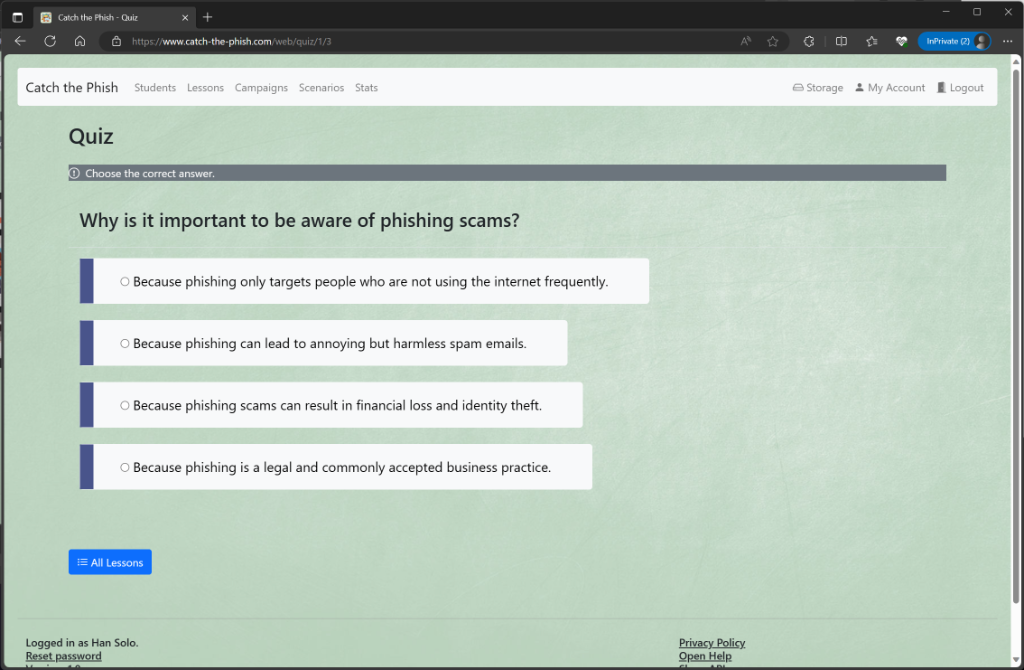 Catch the Phish - Quiz
https://www.catch-the-phish.com/web/quiz/1/3
InPrivate (2)
Catch the Phish Students Lessons Campaigns Scenarios Stats Storage My Account Logout
Quiz
Choose the correct answer.
Why is it important to be aware of phishing scams?
Because phishing only targets people who are not using the internet frequently.
Because phishing can lead to annoying but harmless spam emails.
Because phishing scams can result in financial loss and identity theft.
Because phishing is a legal and commonly accepted business practice.
All Lessons
Logged in as Han Solo.
Reset password
Privacy Policy
Open Help